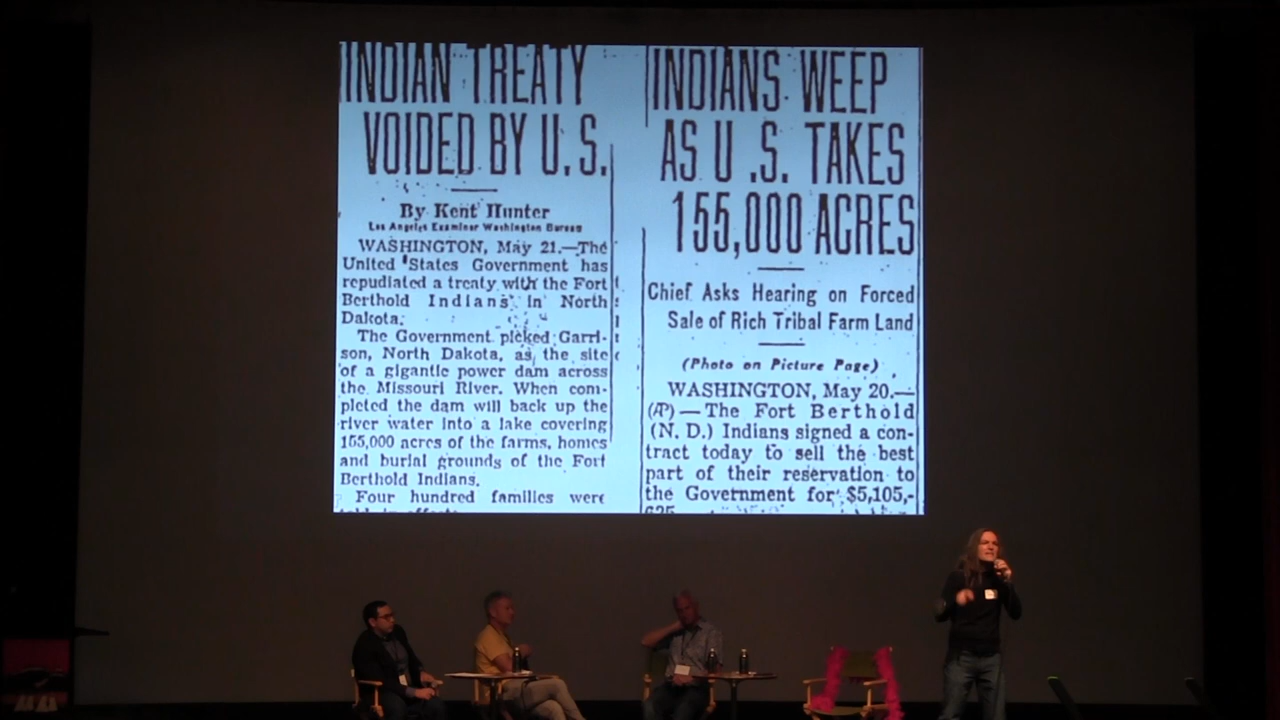 INDIAN TREATY
VOIDED BY U.S.
By Kent Hunter
Los Angeles Examiner Washington Bureau
WASHINGTON, May 21.—The
United States Government has
repudiated a treaty with the Fort
Berthold Indians in North
Dakota.
The Government picked Garri-
son, North Dakota, as the site
of a gigantic power dam across
the Missouri River. When com-
pleted the dam will back up the
river water into a lake covering
155,000 acres of the farms, homes
and burial grounds of the Fort
Berthold Indians.
Four hundred families were
INDIANS WEEP
AS U.S. TAKES
155,000 ACRES
Chief Asks Hearing on Forced
Sale of Rich Tribal Farm Land
(Photo on Picture Page)
WASHINGTON, May 20.—
(AP)—The Fort Berthold
(N. D.) Indians signed a con-
tract today to sell the best
part of their reservation to
the Government for $5,105,-
625